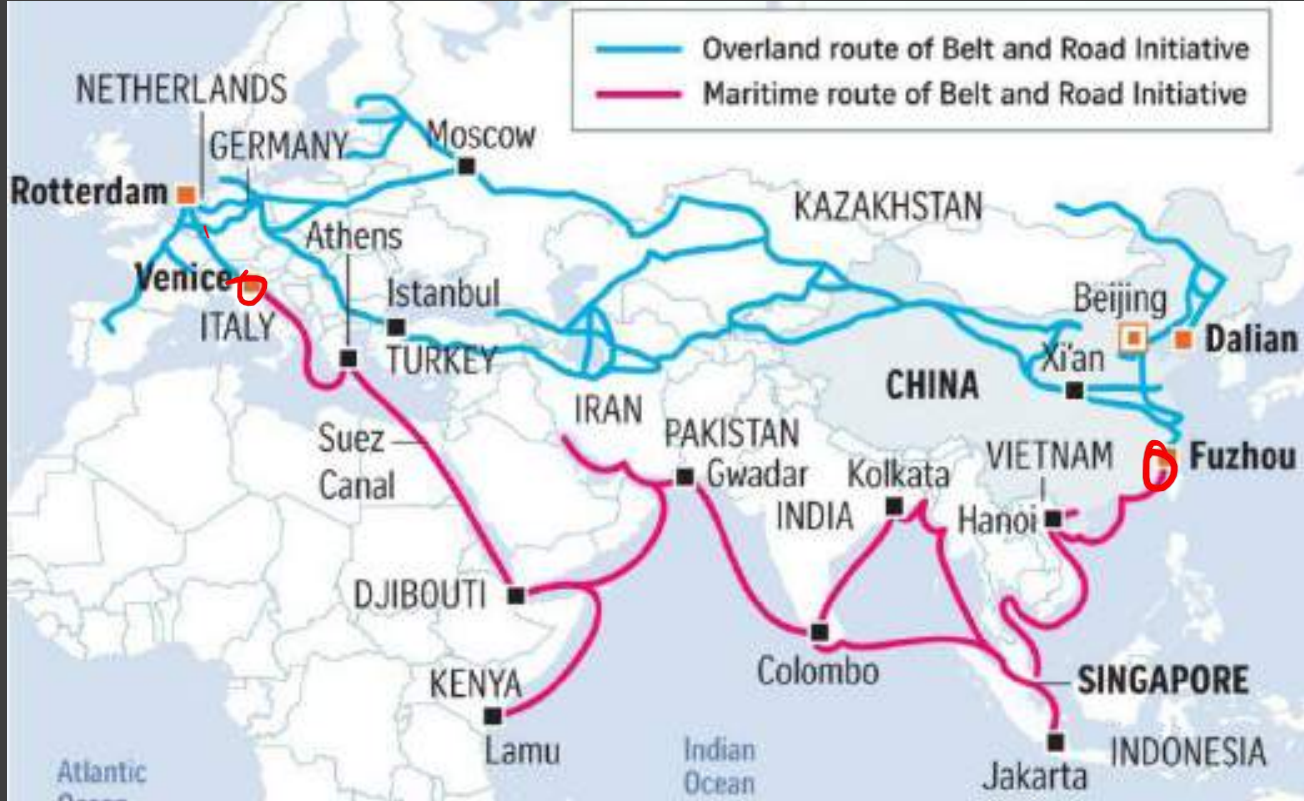 Overland route of Belt and Road Initiative
Maritime route of Belt and Road Initiative
NETHERLANDS
GERMANY
Moscow
Rotterdam
KAZAKHSTAN
Athens
Venice
Istanbul
Beijing
ITALY
TURKEY
Xi'an
Dalian
CHINA
IRAN
PAKISTAN
Suez
Canal
Gwadar
Kolkata
VIETNAM
Fuzhou
INDIA
Hanoi
DJIBOUTI
Colombo
KENYA
SINGAPORE
Lamu
Indian
Ocean
INDONESIA
Jakarta
Atlantic